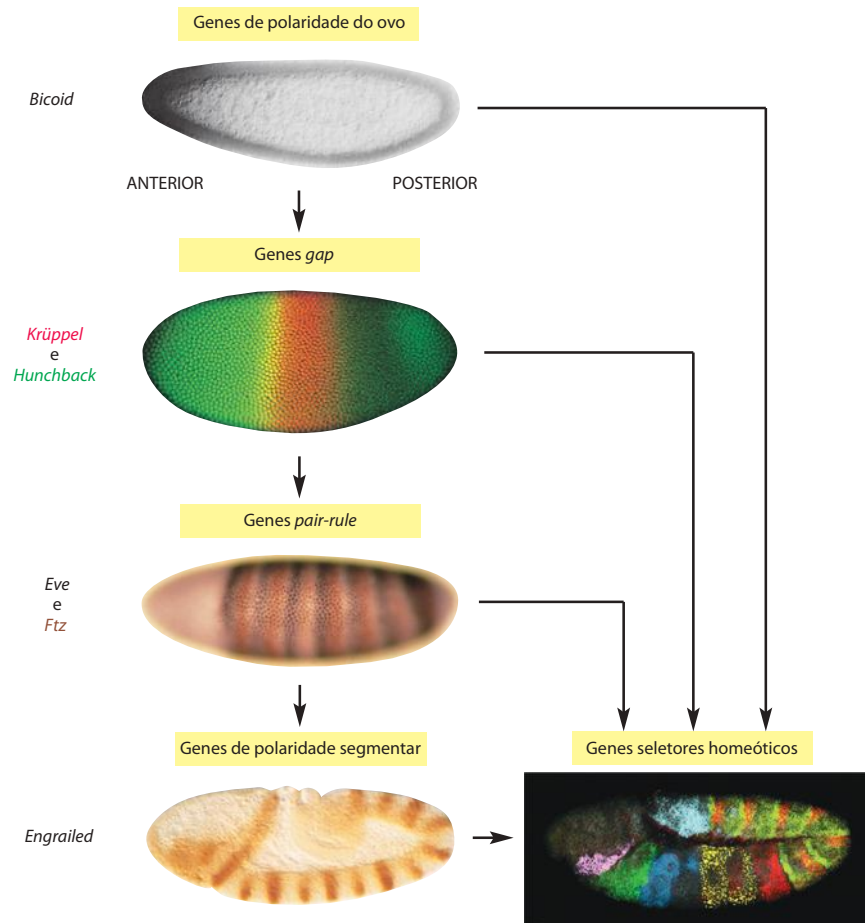 Genes de polaridade do ovo
Bicoid
ANTERIOR
POSTERIOR
Genes gap
Krüppel
e
Hunchback
Genes pair-rule
Eve
e
Ftz
Genes de polaridade segmentar
Genes seletores homeóticos
Engrailed